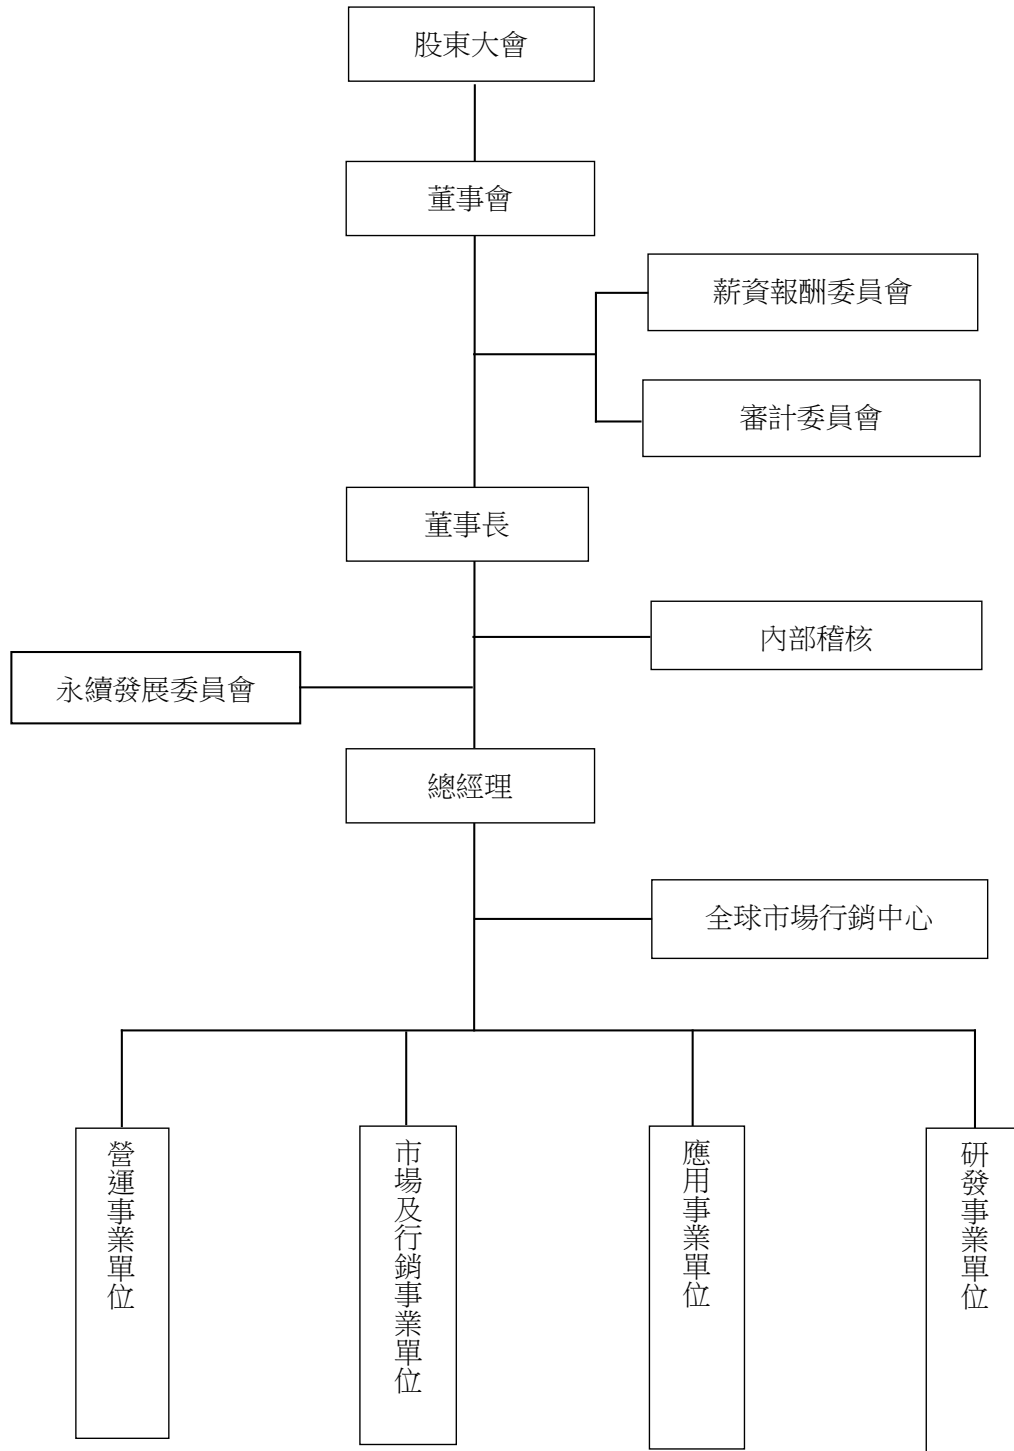 股東大會
董事會
薪資報酬委員會
審計委員會
董事長
內部稽核
永續發展委員會
總經理
全球市場行銷中心
營運事業單位
市場及行銷事業單位
應用事業單位
研發事業單位